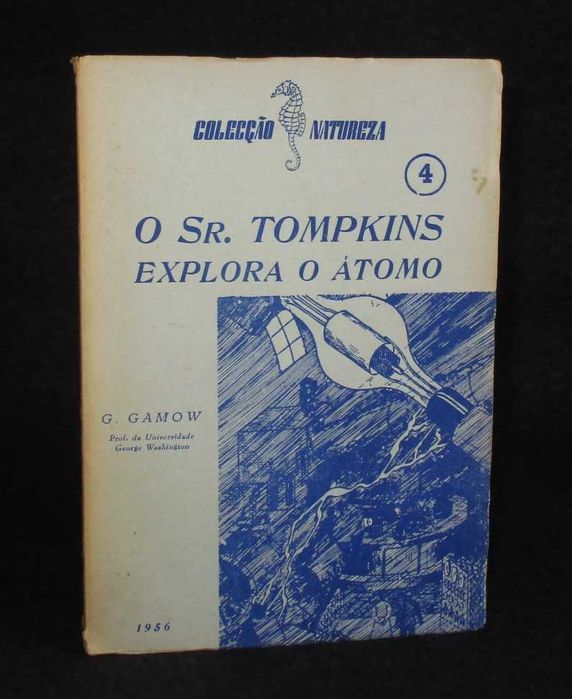 COLECÇÃO NATUREZA
4
O SR. TOMPKINS
EXPLORA O ÁTOMO
G. GAMOW
Prof. da Universidade
George Washington
1956